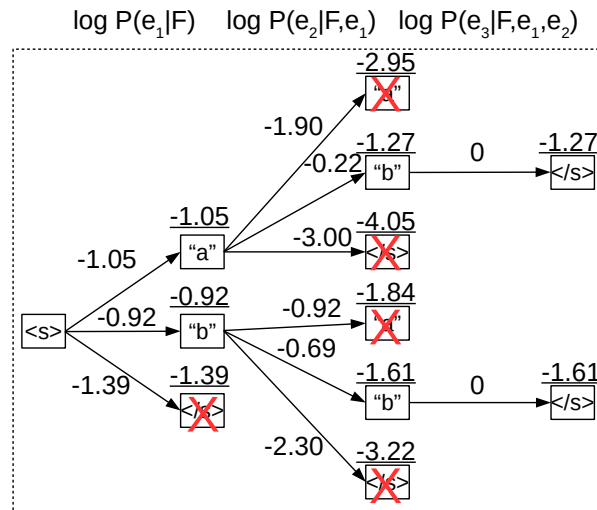 log P(e₁|F) log P(e₂|F,e₁) log P(e₃|F,e₁,e₂)
-2.95
“a”
-1.90
-1.27
-1.27
-0.22
“b”
0
</s>
-1.05
-4.05
“a”
-3.00
</s>
-1.05
-0.92
-1.84
<s>
-0.92
“b”
-0.92
“a”
-0.69
-1.39
-1.39
-1.61
-1.61
</s>
“b”
0
</s>
-2.30
-3.22
</s>